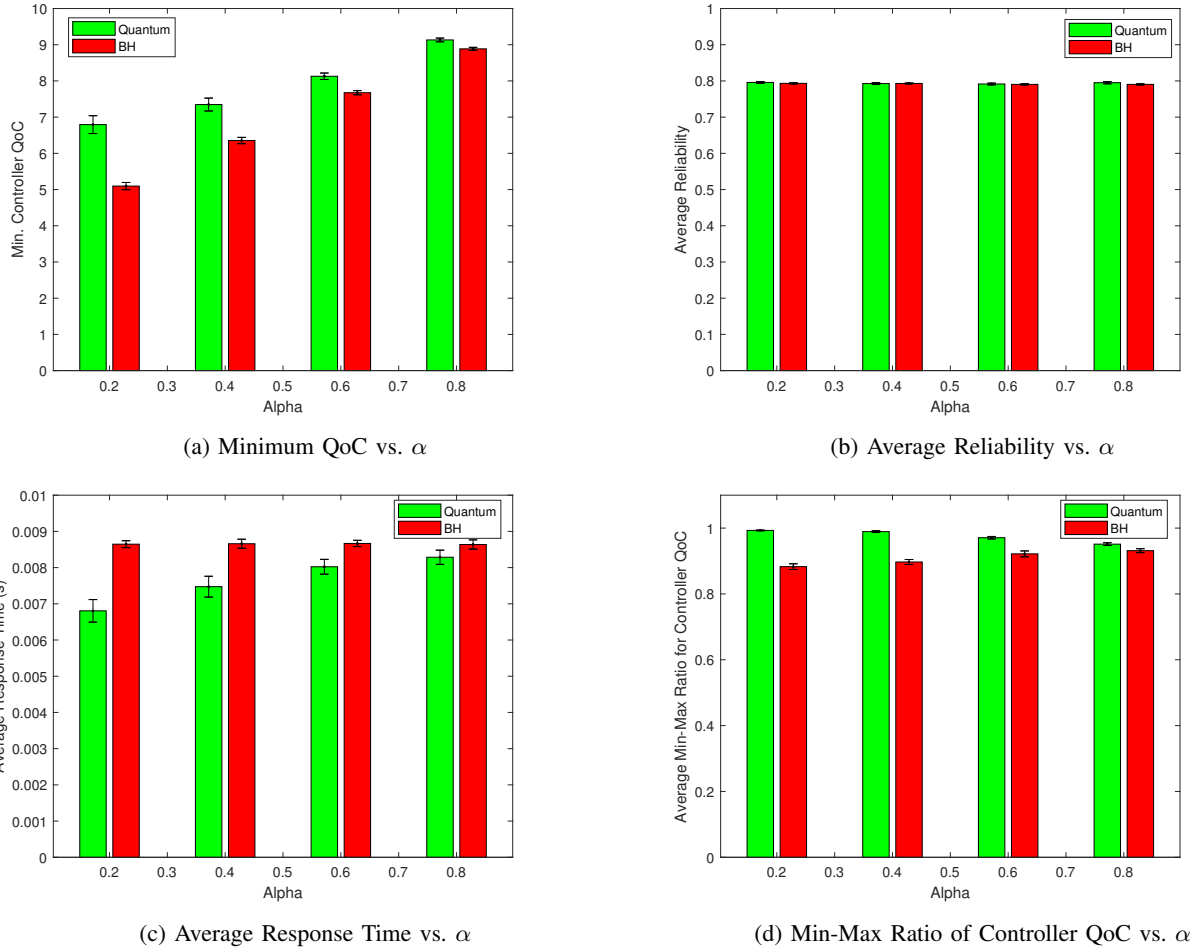 10
9
8
7
6
5
4
3
2
1
0
Min. Controller QoC
Quantum
BH
0.2 0.3 0.4 0.5 0.6 0.7 0.8
Alpha
(a) Minimum QoC vs. α
1
0.9
0.8
0.7
0.6
0.5
0.4
0.3
0.2
0.1
0
Average Reliability
Quantum
BH
0.2 0.3 0.4 0.5 0.6 0.7 0.8
Alpha
(b) Average Reliability vs. α
0.01
0.009
0.008
0.007
0.006
0.005
0.004
0.003
0.002
0.001
0
Average Response Time (s)
Quantum
BH
0.2 0.3 0.4 0.5 0.6 0.7 0.8
Alpha
(c) Average Response Time vs. α
1
0.8
0.6
0.4
0.2
0
Average Min-Max Ratio for Controller QoC
Quantum
BH
0.2 0.3 0.4 0.5 0.6 0.7 0.8
Alpha
(d) Min-Max Ratio of Controller QoC vs. α